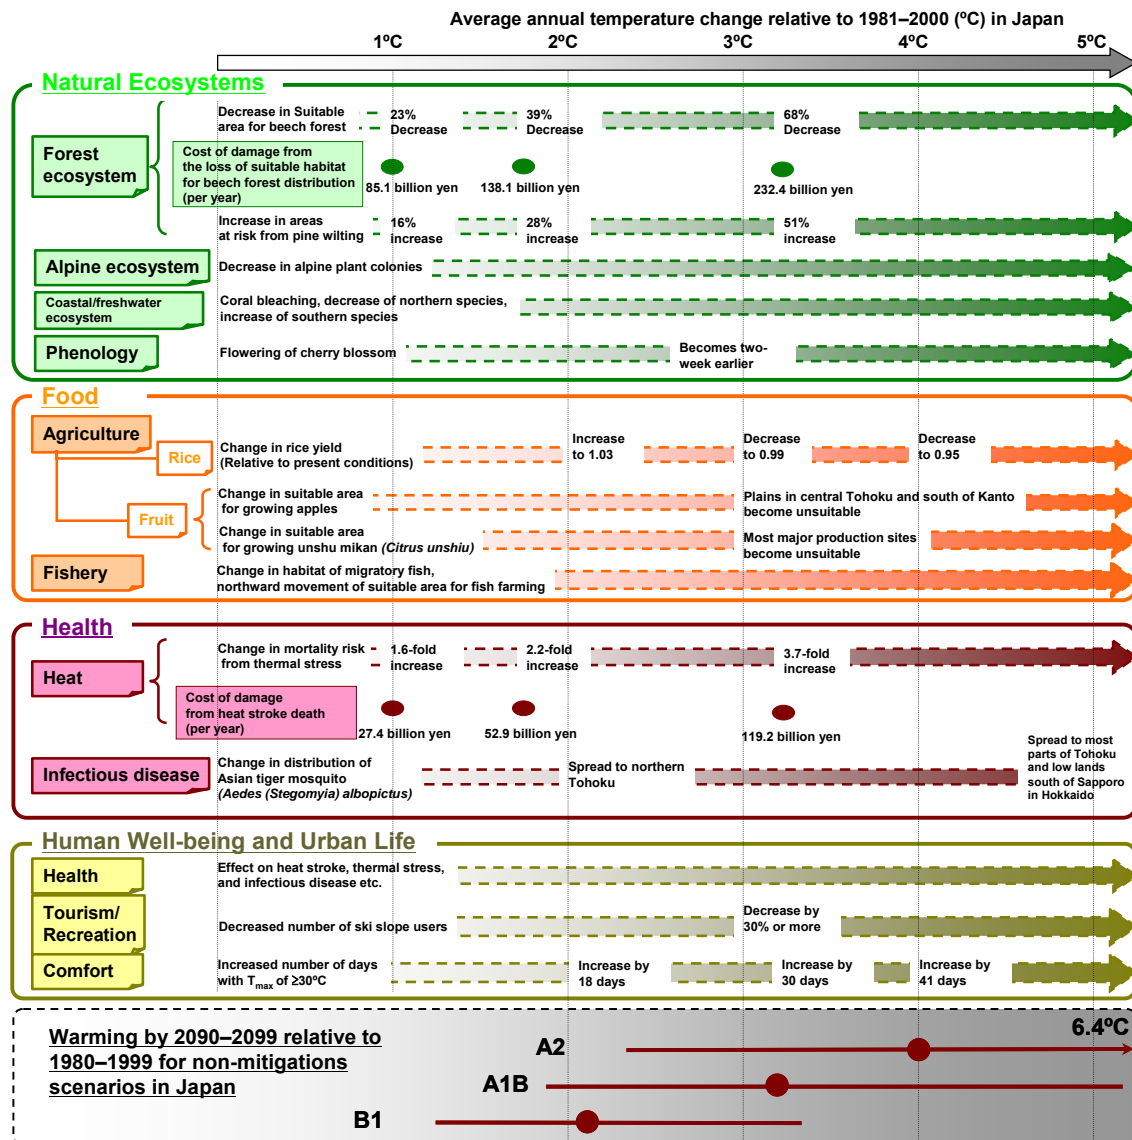 Average annual temperature change relative to 1981–2000 (ºC) in Japan
1ºC 2ºC 3ºC 4ºC 5ºC
Natural Ecosystems
Forest
ecosystem
Decrease in Suitable
area for beech forest
23%
Decrease
39%
Decrease
68%
Decrease
Cost of damage from
the loss of suitable habitat
for beech forest distribution
(per year)
85.1 billion yen
138.1 billion yen
232.4 billion yen
Increase in areas
at risk from pine wilting
16%
increase
28%
increase
51%
increase
Alpine ecosystem
Decrease in alpine plant colonies
Coastal/freshwater
ecosystem
Coral bleaching, decrease of northern species,
increase of southern species
Phenology
Flowering of cherry blossom
Becomes two-
week earlier
Food
Agriculture
Rice
Change in rice yield
(Relative to present conditions)
Increase
to 1.03
Decrease
to 0.99
Decrease
to 0.95
Fruit
Change in suitable area
for growing apples
Plains in central Tohoku and south of Kanto
become unsuitable
Change in suitable area
for growing unshu mikan (Citrus unshiu)
Most major production sites
become unsuitable
Fishery
Change in habitat of migratory fish,
northward movement of suitable area for fish farming
Health
Heat
Change in mortality risk
from thermal stress
1.6-fold
increase
2.2-fold
increase
3.7-fold
increase
Cost of damage
from heat stroke death
(per year)
27.4 billion yen
52.9 billion yen
119.2 billion yen
Infectious disease
Change in distribution of
Asian tiger mosquito
(Aedes (Stegomyia) albopictus)
Spread to northern
Tohoku
Spread to most
parts of Tohoku
and low lands
south of Sapporo
in Hokkaido
Human Well-being and Urban Life
Health
Effect on heat stroke, thermal stress,
and infectious disease etc.
Tourism/
Recreation
Decreased number of ski slope users
Decrease by
30% or more
Comfort
Increased number of days
with Tmax of ≥30ºC
Increase by
18 days
Increase by
30 days
Increase by
41 days
Warming by 2090–2099 relative to
1980–1999 for non-mitigations
scenarios in Japan
6.4ºC
A2
A1B
B1